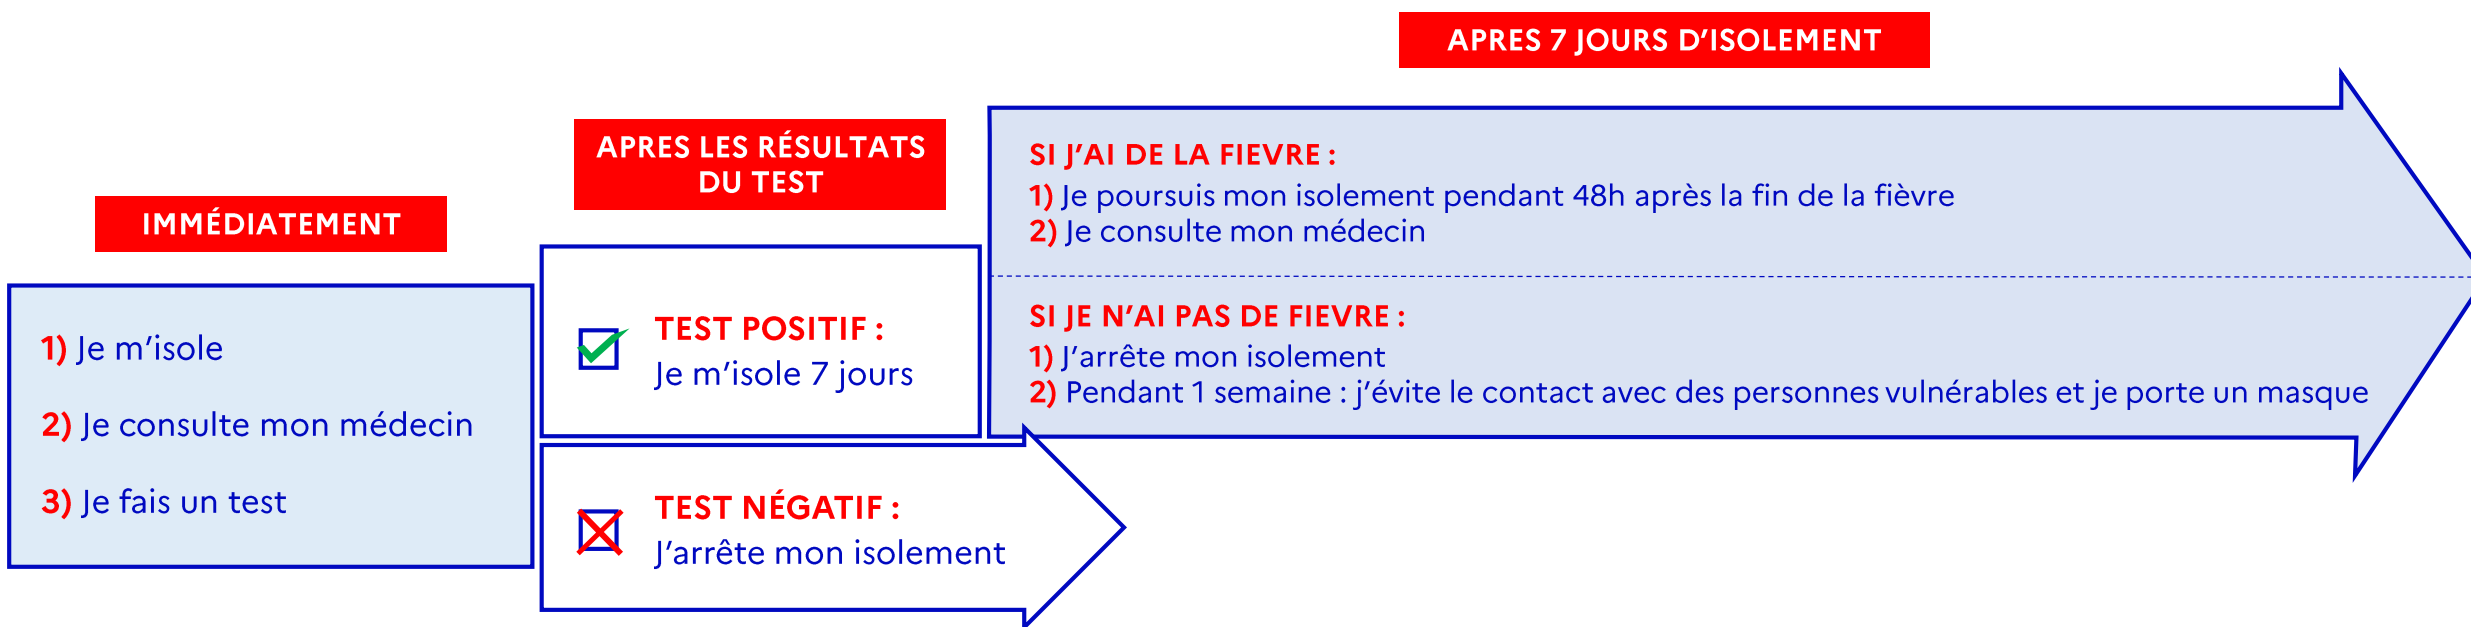 IMMÉDIATEMENT
1) Je m’isole
2) Je consulte mon médecin
3) Je fais un test
APRES LES RÉSULTATS
DU TEST
TEST POSITIF :
Je m’isole 7 jours
TEST NÉGATIF :
J’arrête mon isolement
APRES 7 JOURS D’ISOLEMENT
SI J’AI DE LA FIEVRE :
1) Je poursuis mon isolement pendant 48h après la fin de la fièvre
2) Je consulte mon médecin
SI JE N’AI PAS DE FIEVRE :
1) J’arrête mon isolement
2) Pendant 1 semaine : j’évite le contact avec des personnes vulnérables et je porte un masque